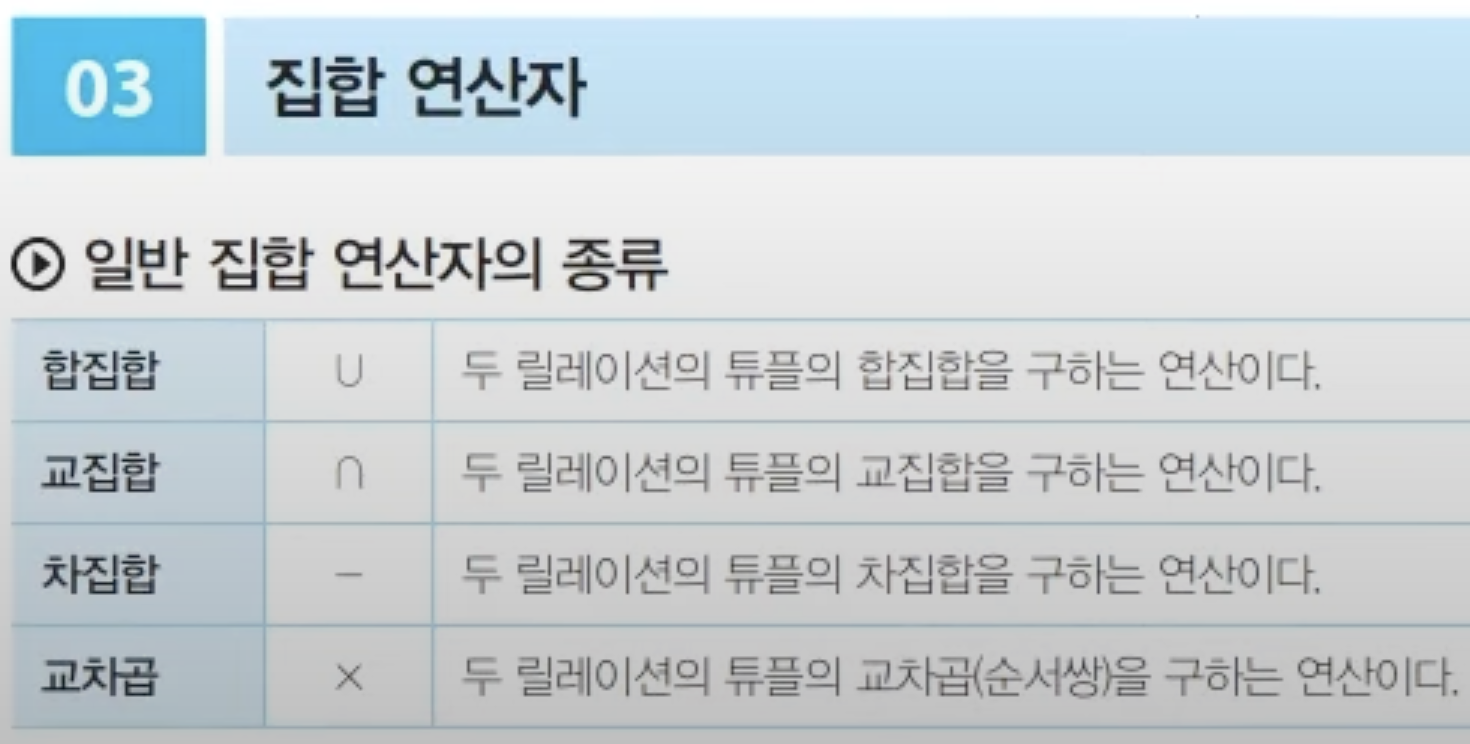 03 집합 연산자
일반 집합 연산자의 종류
합집합 ∪ 두 릴레이션의 튜플의 합집합을 구하는 연산이다.
교집합 ∩ 두 릴레이션의 튜플의 교집합을 구하는 연산이다.
차집합 − 두 릴레이션의 튜플의 차집합을 구하는 연산이다.
교차곱 × 두 릴레이션의 튜플의 교차곱(순서쌍)을 구하는 연산이다.